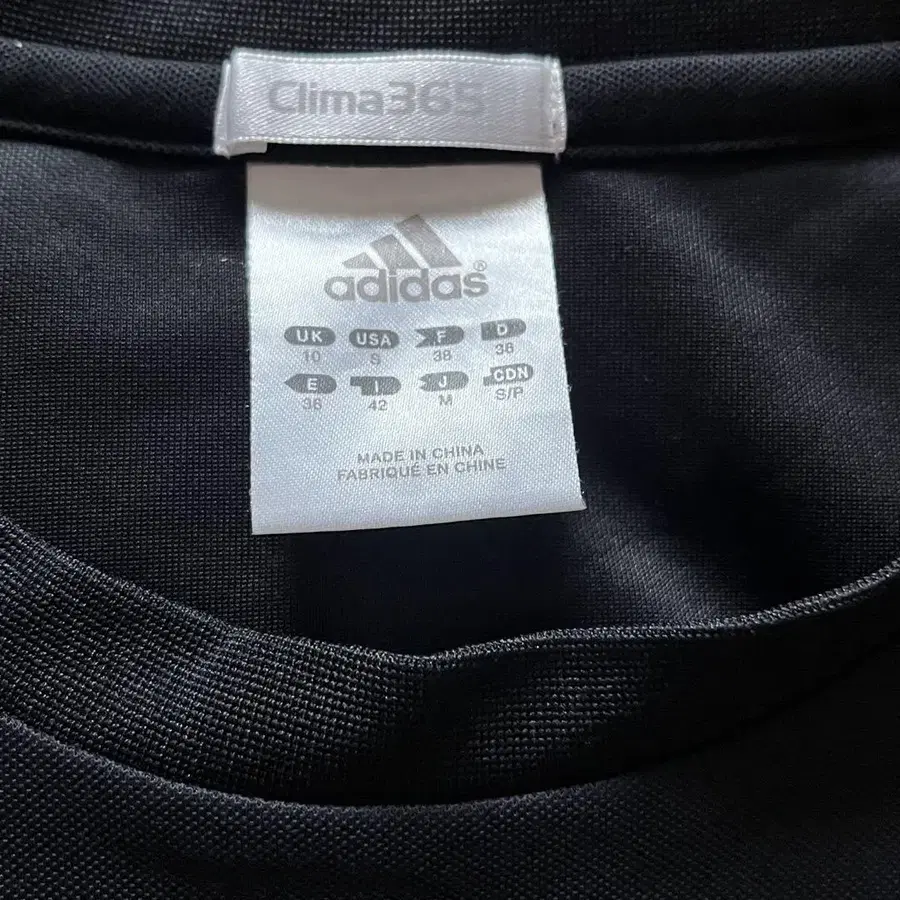 Clima365
adidas®
UK USA F D
10 S 38 36
E I J CDN
36 42 M S/P
MADE IN CHINA
FABRIQUÉ EN CHINE